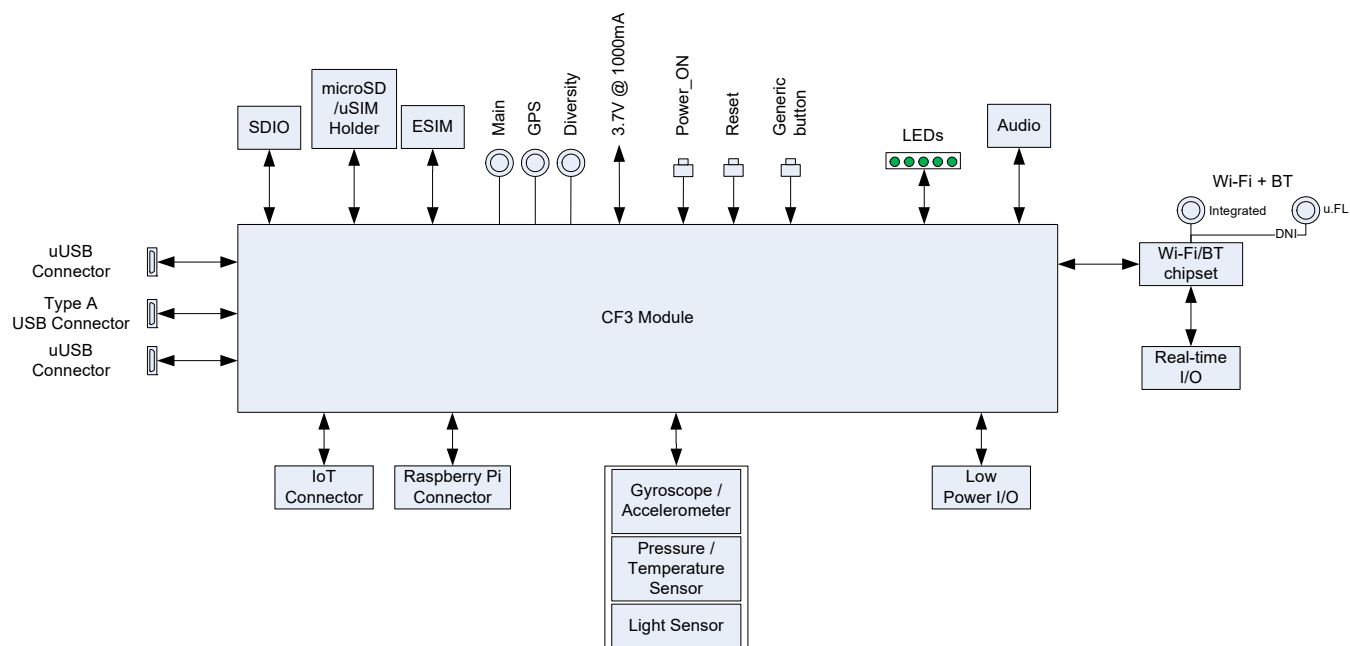 microSD
/uSIM
Holder
SDIO
ESIM
Main
GPS
Diversity
3.7V @ 1000mA
Power_ON
Reset
Generic
button
LEDs
Audio
Wi-Fi + BT
Integrated
u.FL
DNI
Wi-Fi/BT
chipset
Real-time
I/O
uUSB
Connector
Type A
USB Connector
uUSB
Connector
CF3 Module
IoT
Connector
Raspberry Pi
Connector
Gyroscope /
Accelerometer
Pressure /
Temperature
Sensor
Light Sensor
Low
Power I/O